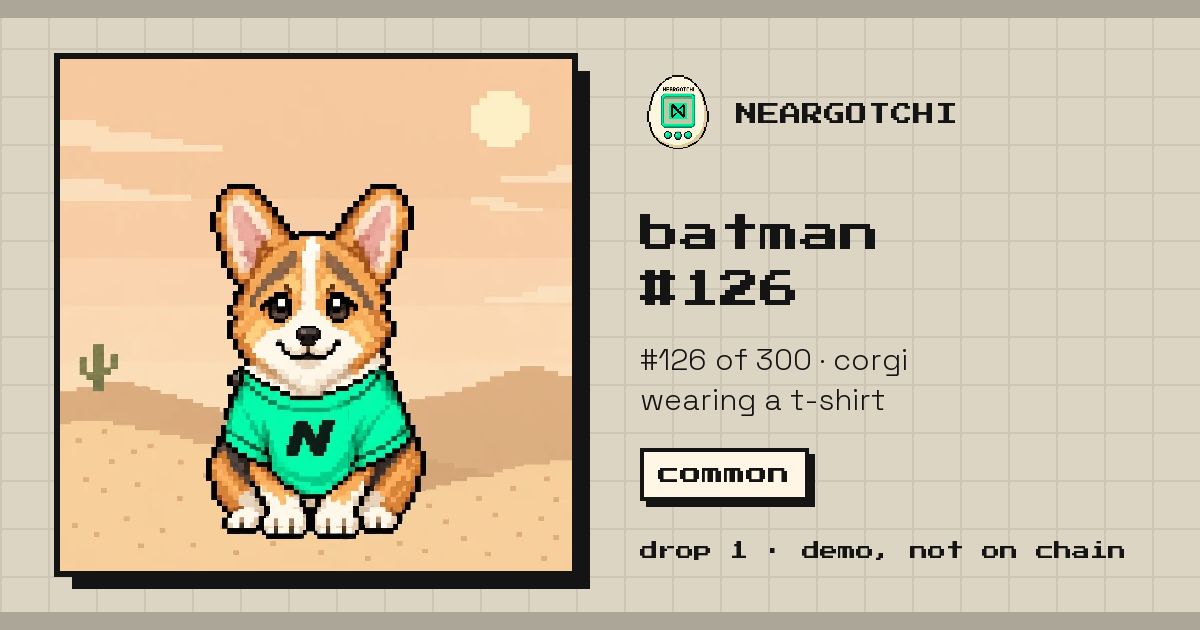 NEARGOTCHI
NEARGOTCHI
batman
#126
#126 of 300 · corgi
wearing a t-shirt
N
common
drop 1 · demo, not on chain